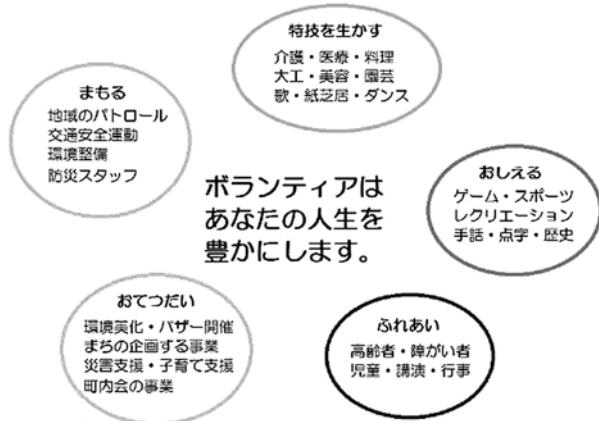 特技を生かす
介護・医療・料理
大工・美容・園芸
歌・紙芝居・ダンス
まもる
地域のパトロール
交通安全運動
環境整備
防災スタッフ
ボランティアは
あなたの人生を
豊かにします。
おしえる
ゲーム・スポーツ
レクリエーション
手話・点字・歴史
おてつだい
環境美化・バザー開催
まちの企画する事業
災害支援・子育て支援
町内会の事業
ふれあい
高齢者・障がい者
児童・講演・行事